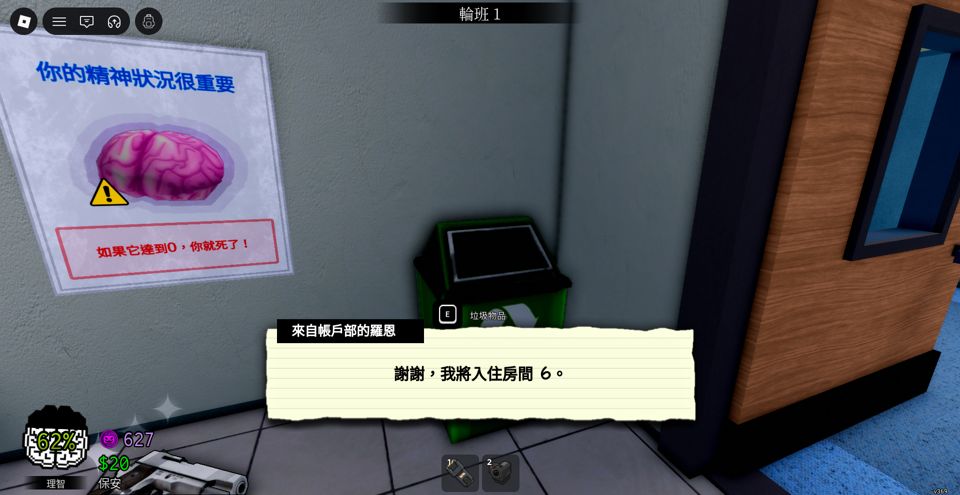 輪班 1
你的精神狀況很重要
如果它達到0，你就死了！
E 垃圾物品
來自帳戶部的羅恩
謝謝，我將入住房間 6。
62%
627
$20
理智
保安
1
2
v369